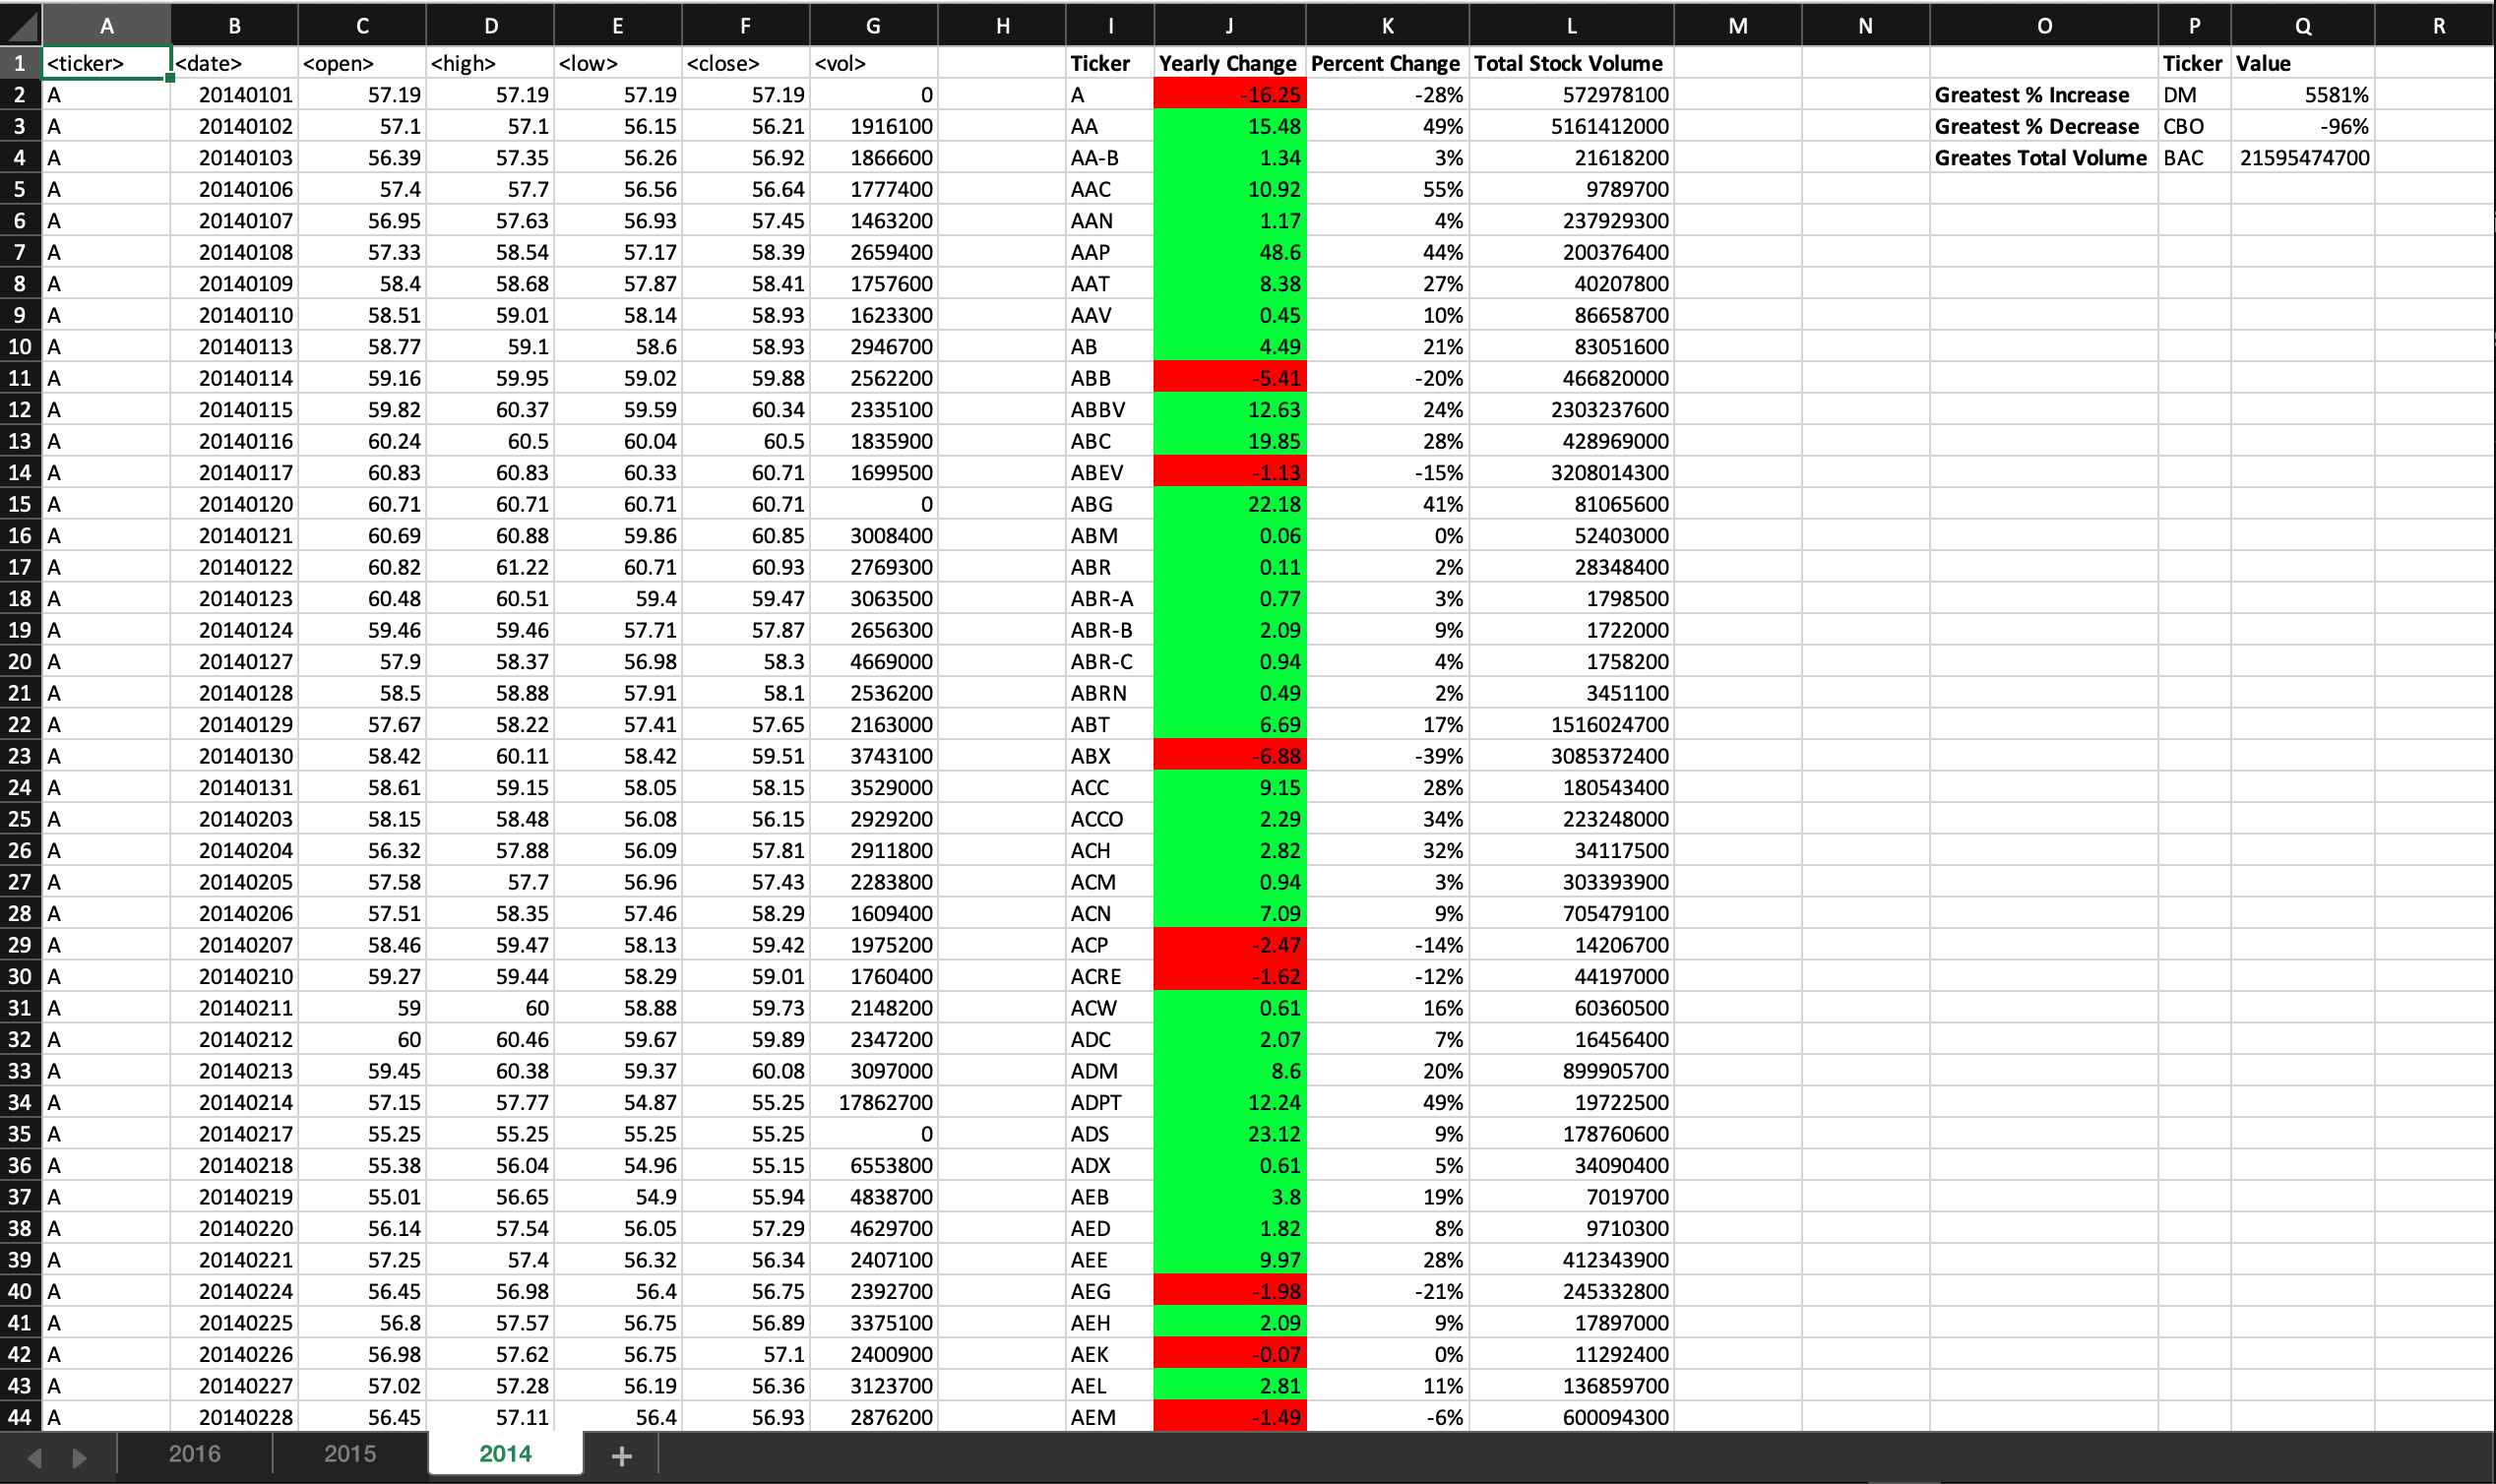 A B C D E F G H I J K L M N O P Q R
1 <ticker> <date> <open> <high> <low> <close> <vol> Ticker Yearly Change Percent Change Total Stock Volume Ticker Value
2 A 20140101 57.19 57.19 57.19 57.19 0 A -16.25 -28% 572978100 Greatest % Increase DM 5581%
3 A 20140102 57.1 57.1 56.15 56.21 1916100 AA 15.48 49% 5161412000 Greatest % Decrease CBO -96%
4 A 20140103 56.39 57.35 56.26 56.92 1866600 AA-B 1.34 3% 21618200 Greates Total Volume BAC 21595474700
5 A 20140106 57.4 57.7 56.56 56.64 1777400 AAC 10.92 55% 9789700
6 A 20140107 56.95 57.63 56.93 57.45 1463200 AAN 1.17 4% 237929300
7 A 20140108 57.33 58.54 57.17 58.39 2659400 AAP 48.6 44% 200376400
8 A 20140109 58.4 58.68 57.87 58.41 1757600 AAT 8.38 27% 40207800
9 A 20140110 58.51 59.01 58.14 58.93 1623300 AAV 0.45 10% 86658700
10 A 20140113 58.77 59.1 58.6 58.93 2946700 AB 4.49 21% 83051600
11 A 20140114 59.16 59.95 59.02 59.88 2562200 ABB -5.41 -20% 466820000
12 A 20140115 59.82 60.37 59.59 60.34 2335100 ABBV 12.63 24% 2303237600
13 A 20140116 60.24 60.5 60.04 60.5 1835900 ABC 19.85 28% 428969000
14 A 20140117 60.83 60.83 60.33 60.71 1699500 ABEV -1.13 -15% 3208014300
15 A 20140120 60.71 60.71 60.71 60.71 0 ABG 22.18 41% 81065600
16 A 20140121 60.69 60.88 59.86 60.85 3008400 ABM 0.06 0% 52403000
17 A 20140122 60.82 61.22 60.71 60.93 2769300 ABR 0.11 2% 28348400
18 A 20140123 60.48 60.51 59.4 59.47 3063500 ABR-A 0.77 3% 1798500
19 A 20140124 59.46 59.46 57.71 57.87 2656300 ABR-B 2.09 9% 1722000
20 A 20140127 57.9 58.37 56.98 58.3 4669000 ABR-C 0.94 4% 1758200
21 A 20140128 58.5 58.88 57.91 58.1 2536200 ABRN 0.49 2% 3451100
22 A 20140129 57.67 58.22 57.41 57.65 2163000 ABT 6.69 17% 1516024700
23 A 20140130 58.42 60.11 58.42 59.51 3743100 ABX -6.88 -39% 3085372400
24 A 20140131 58.61 59.15 58.05 58.15 3529000 ACC 9.15 28% 180543400
25 A 20140203 58.15 58.48 56.08 56.15 2929200 ACCO 2.29 34% 223248000
26 A 20140204 56.32 57.88 56.09 57.81 2911800 ACH 2.82 32% 34117500
27 A 20140205 57.58 57.7 56.96 57.43 2283800 ACM 0.94 3% 303393900
28 A 20140206 57.51 58.35 57.46 58.29 1609400 ACN 7.09 9% 705479100
29 A 20140207 58.46 59.47 58.13 59.42 1975200 ACP -2.47 -14% 14206700
30 A 20140210 59.27 59.44 58.29 59.01 1760400 ACRE -1.62 -12% 44197000
31 A 20140211 59 60 58.88 59.73 2148200 ACW 0.61 16% 60360500
32 A 20140212 60 60.46 59.67 59.89 2347200 ADC 2.07 7% 16456400
33 A 20140213 59.45 60.38 59.37 60.08 3097000 ADM 8.6 20% 899905700
34 A 20140214 57.15 57.77 54.87 55.25 17862700 ADPT 12.24 49% 19722500
35 A 20140217 55.25 55.25 55.25 55.25 0 ADS 23.12 9% 178760600
36 A 20140218 55.38 56.04 54.96 55.15 6553800 ADX 0.61 5% 34090400
37 A 20140219 55.01 56.65 54.9 55.94 4838700 AEB 3.8 19% 7019700
38 A 20140220 56.14 57.54 56.05 57.29 4629700 AED 1.82 8% 9710300
39 A 20140221 57.25 57.4 56.32 56.34 2407100 AEE 9.97 28% 412343900
40 A 20140224 56.45 56.98 56.4 56.75 2392700 AEG -1.98 -21% 245332800
41 A 20140225 56.8 57.57 56.75 56.89 3375100 AEH 2.09 9% 17897000
42 A 20140226 56.98 57.62 56.75 57.1 2400900 AEK -0.07 0% 11292400
43 A 20140227 57.02 57.28 56.19 56.36 3123700 AEL 2.81 11% 136859700
44 A 20140228 56.45 57.11 56.4 56.93 2876200 AEM -1.49 -6% 600094300
2016 2015 2014 +